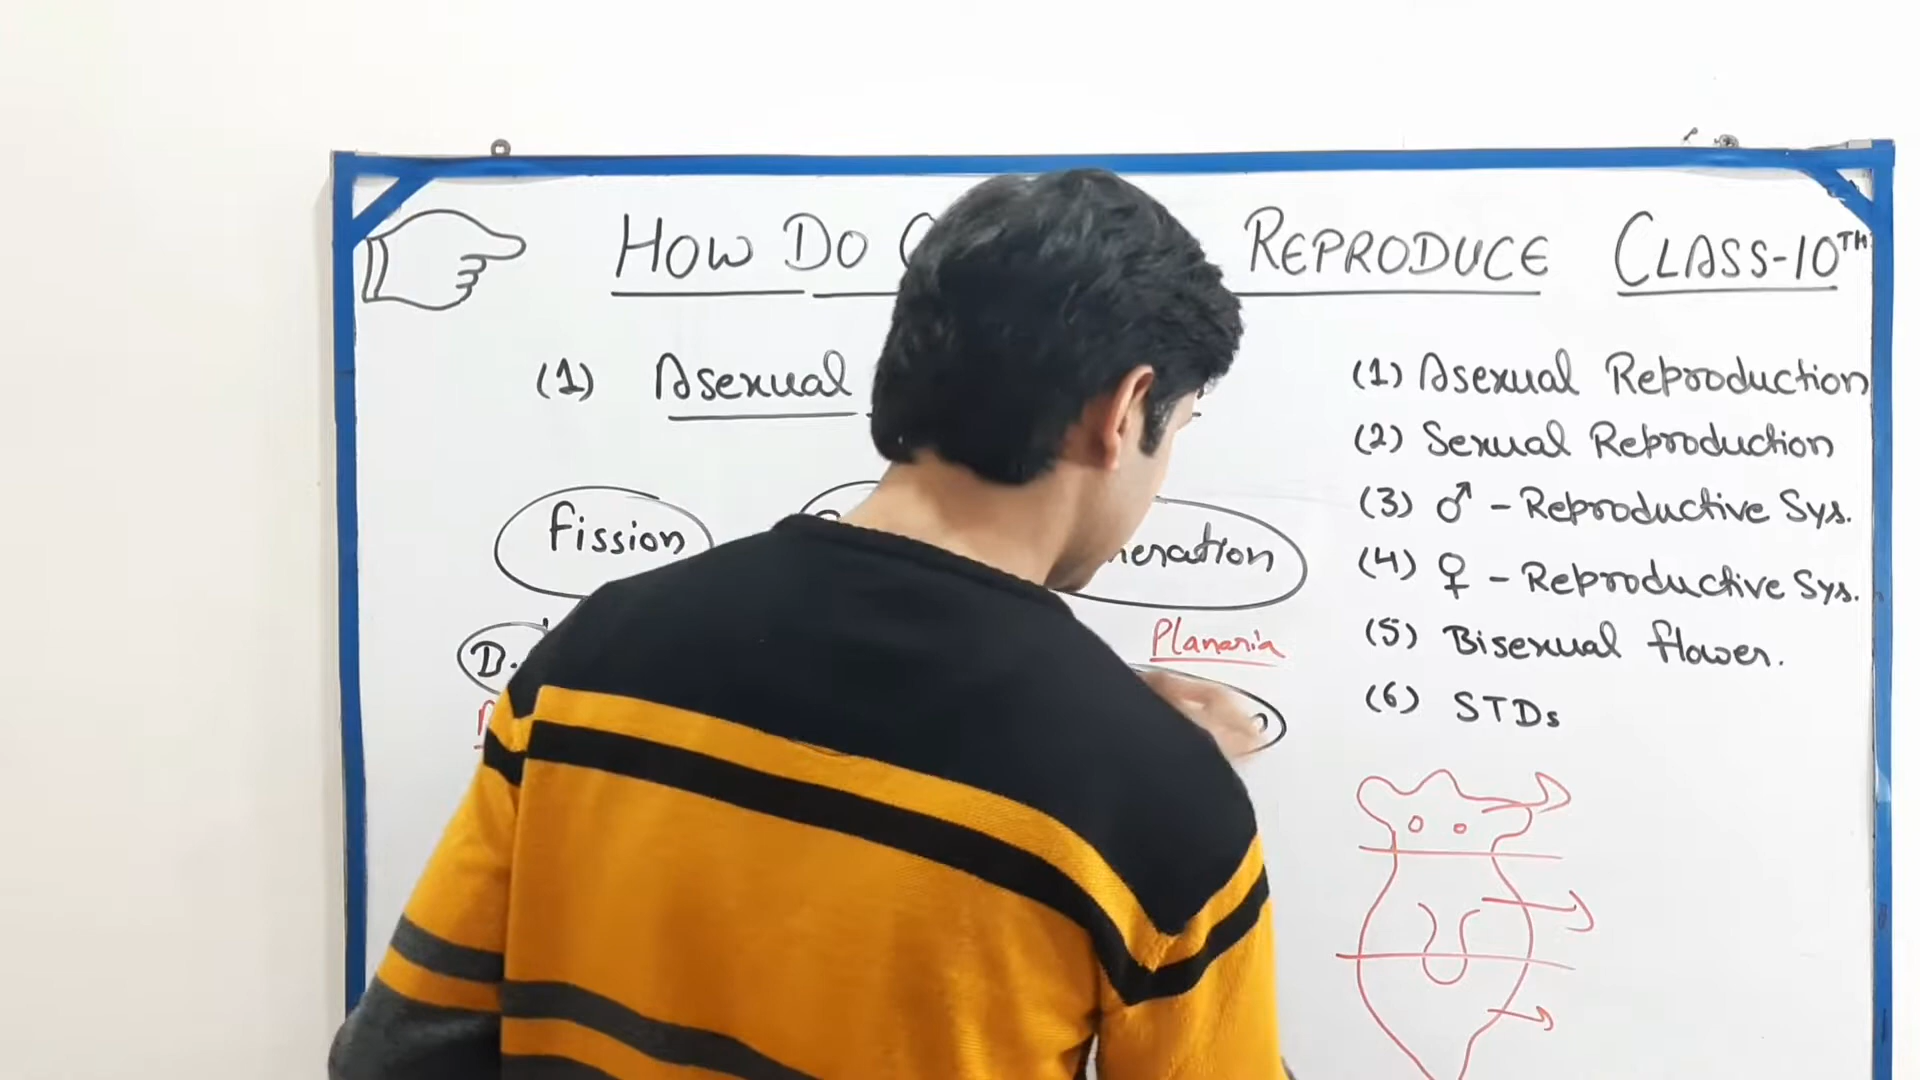 HOW DO REPRODUCE CLASS-10TH
(1) Asexual
Fission
Planaria
(1) Asexual Reproduction
(2) Sexual Reproduction
(3) ♂ - Reproductive Sys.
(4) ♀ - Reproductive Sys.
(5) Bisexual flower.
(6) STDs